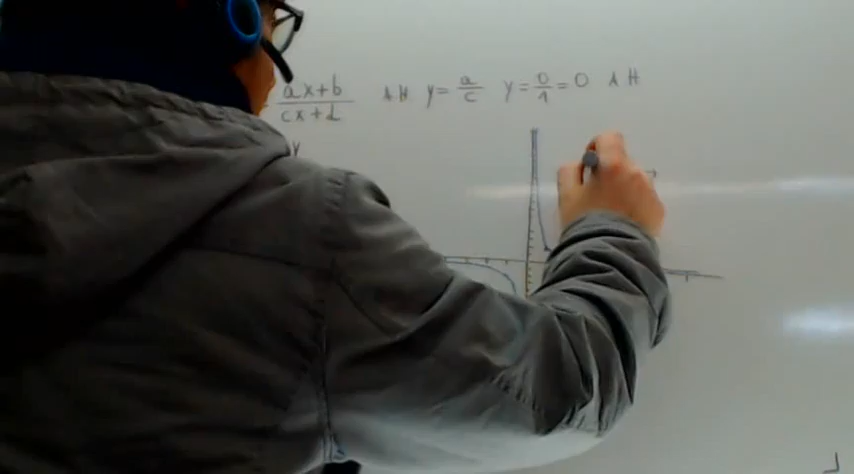 ax+b
cx+d
AH y= a/c y= 0/1 =0 AH
y